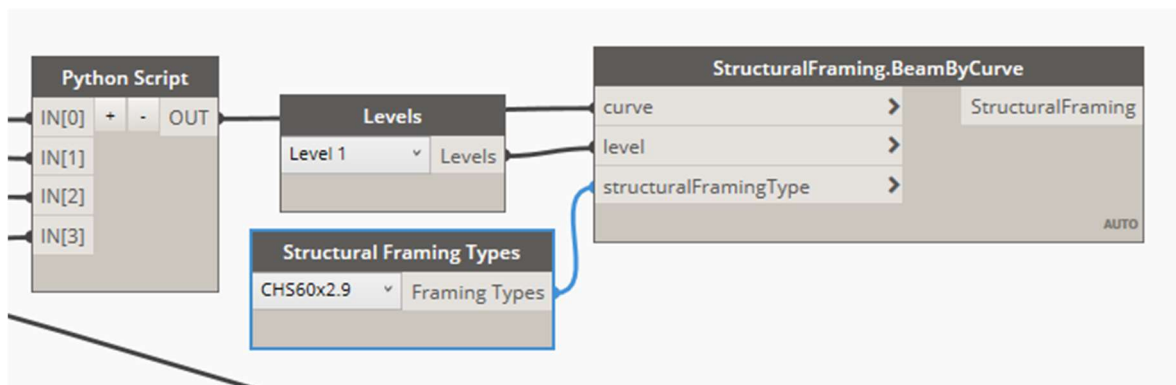 Python Script
IN[0] + - OUT
IN[1]
IN[2]
IN[3]
Levels
Level 1 Levels
Structural Framing Types
CHS60x2.9 Framing Types
StructuralFraming.BeamByCurve
curve > StructuralFraming
level >
structuralFramingType >
AUTO